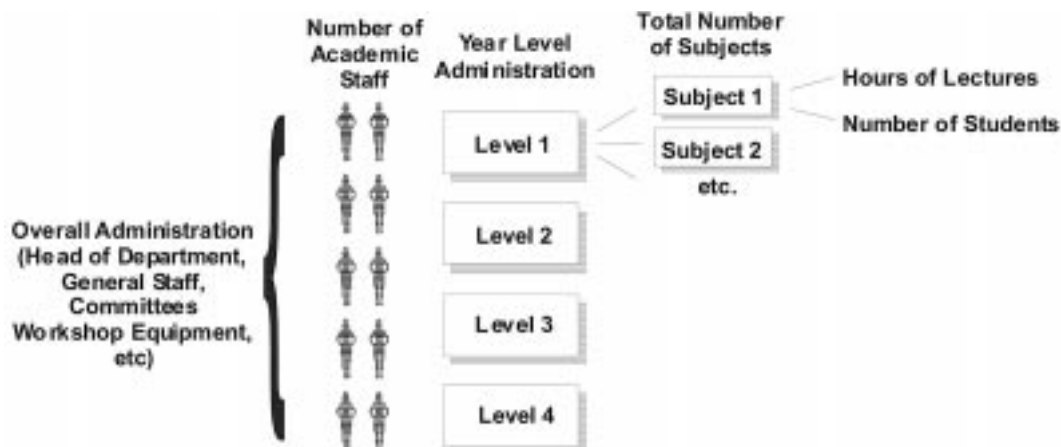 Number of
Academic
Staff
Year Level
Administration
Total Number
of Subjects
Subject 1
Subject 2
etc.
Hours of Lectures
Number of Students
Level 1
Level 2
Level 3
Level 4
Overall Administration
(Head of Department,
General Staff,
Committees
Workshop Equipment,
etc)